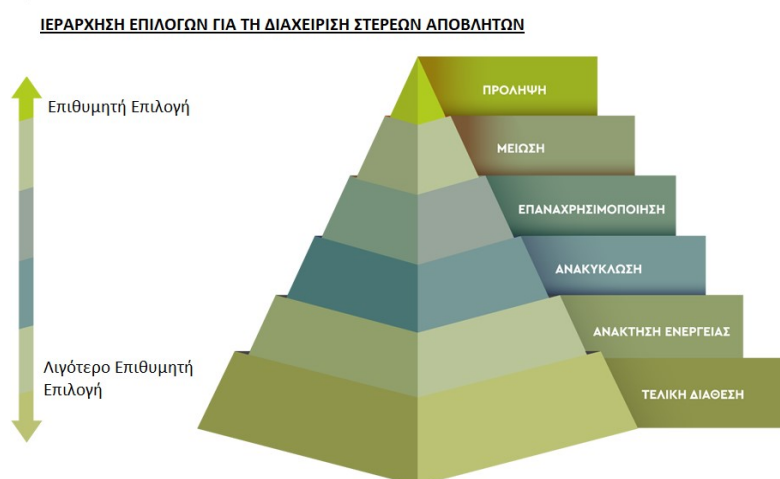 ΙΕΡΑΡΧΗΣΗ ΕΠΙΛΟΓΩΝ ΓΙΑ ΤΗ ΔΙΑΧΕΙΡΙΣΗ ΣΤΕΡΕΩΝ ΑΠΟΒΛΗΤΩΝ
Επιθυμητή Επιλογή
ΠΡΟΛΗΨΗ
ΜΕΙΩΣΗ
ΕΠΑΝΑΧΡΗΣΙΜΟΠΟΙΗΣΗ
ΑΝΑΚΥΚΛΩΣΗ
ΑΝΑΚΤΗΣΗ ΕΝΕΡΓΕΙΑΣ
Λιγότερο Επιθυμητή
Επιλογή
ΤΕΛΙΚΗ ΔΙΑΘΕΣΗ